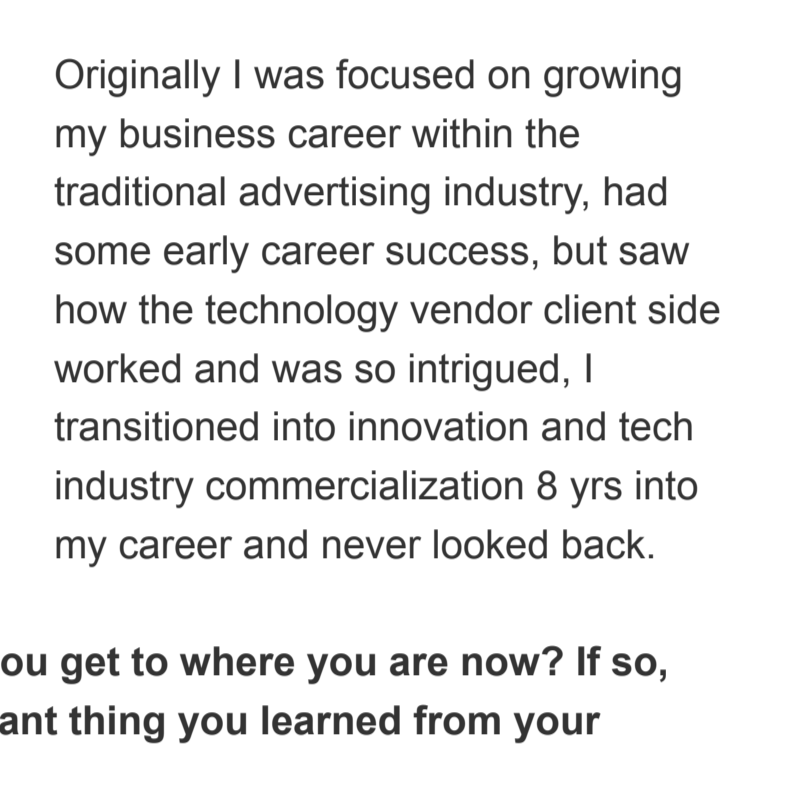 Originally I was focused on growing
my business career within the
traditional advertising industry, had
some early career success, but saw
how the technology vendor client side
worked and was so intrigued, I
transitioned into innovation and tech
industry commercialization 8 yrs into
my career and never looked back.
get to where you are now? If so,
thing you learned from your